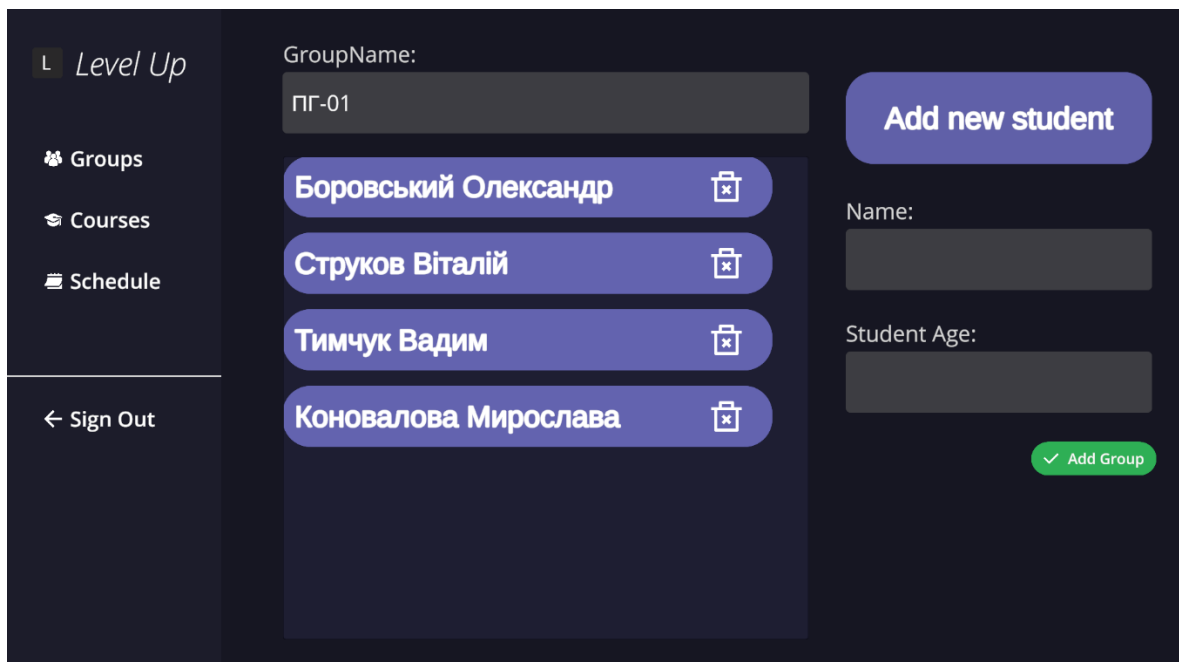 L Level Up
Groups
Courses
Schedule
Sign Out
GroupName:
ПГ-01
Боровський Олександр
Струков Віталій
Тимчук Вадим
Коновалова Мирослава
Add new student
Name:
Student Age:
Add Group